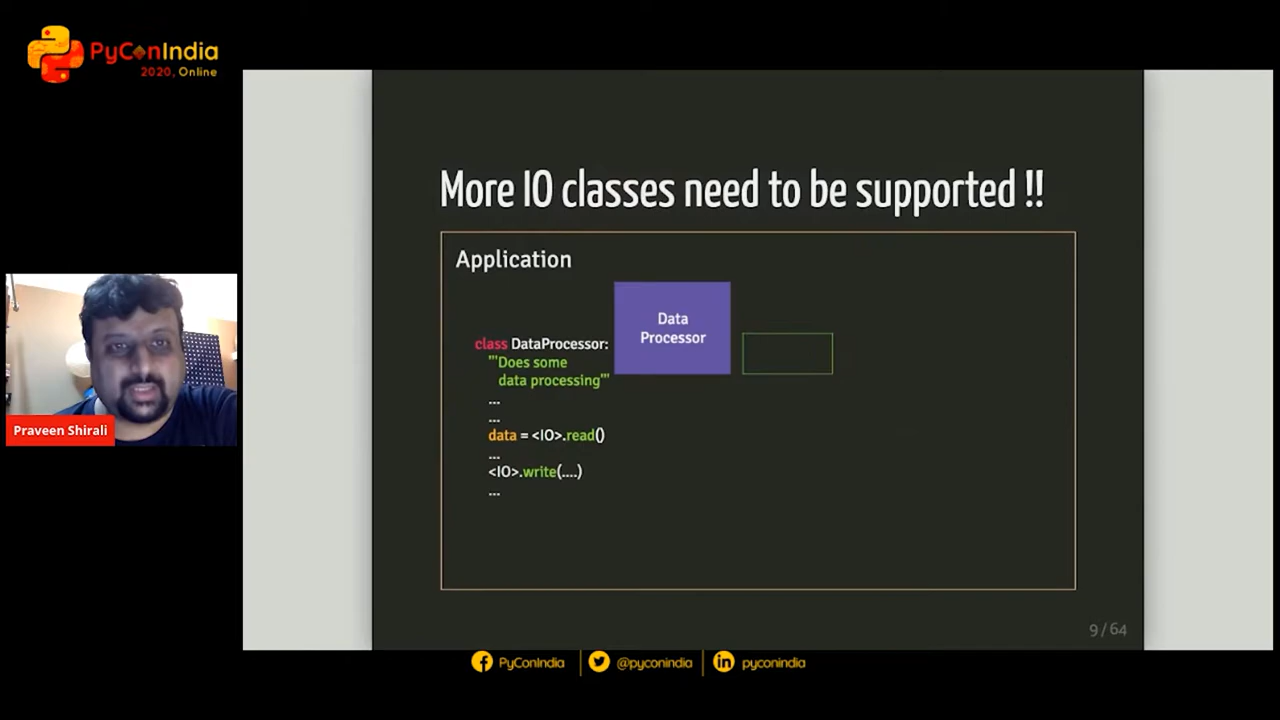 PyConIndia
2020, Online
More IO classes need to be supported !!
Application
Data
Processor
class DataProcessor:
'''Does some
data processing'''
...
...
data = <IO>.read()
...
<IO>.write(....)
...
Praveen Shirali
9/64
PyConIndia
@pyconindia
pyconindia